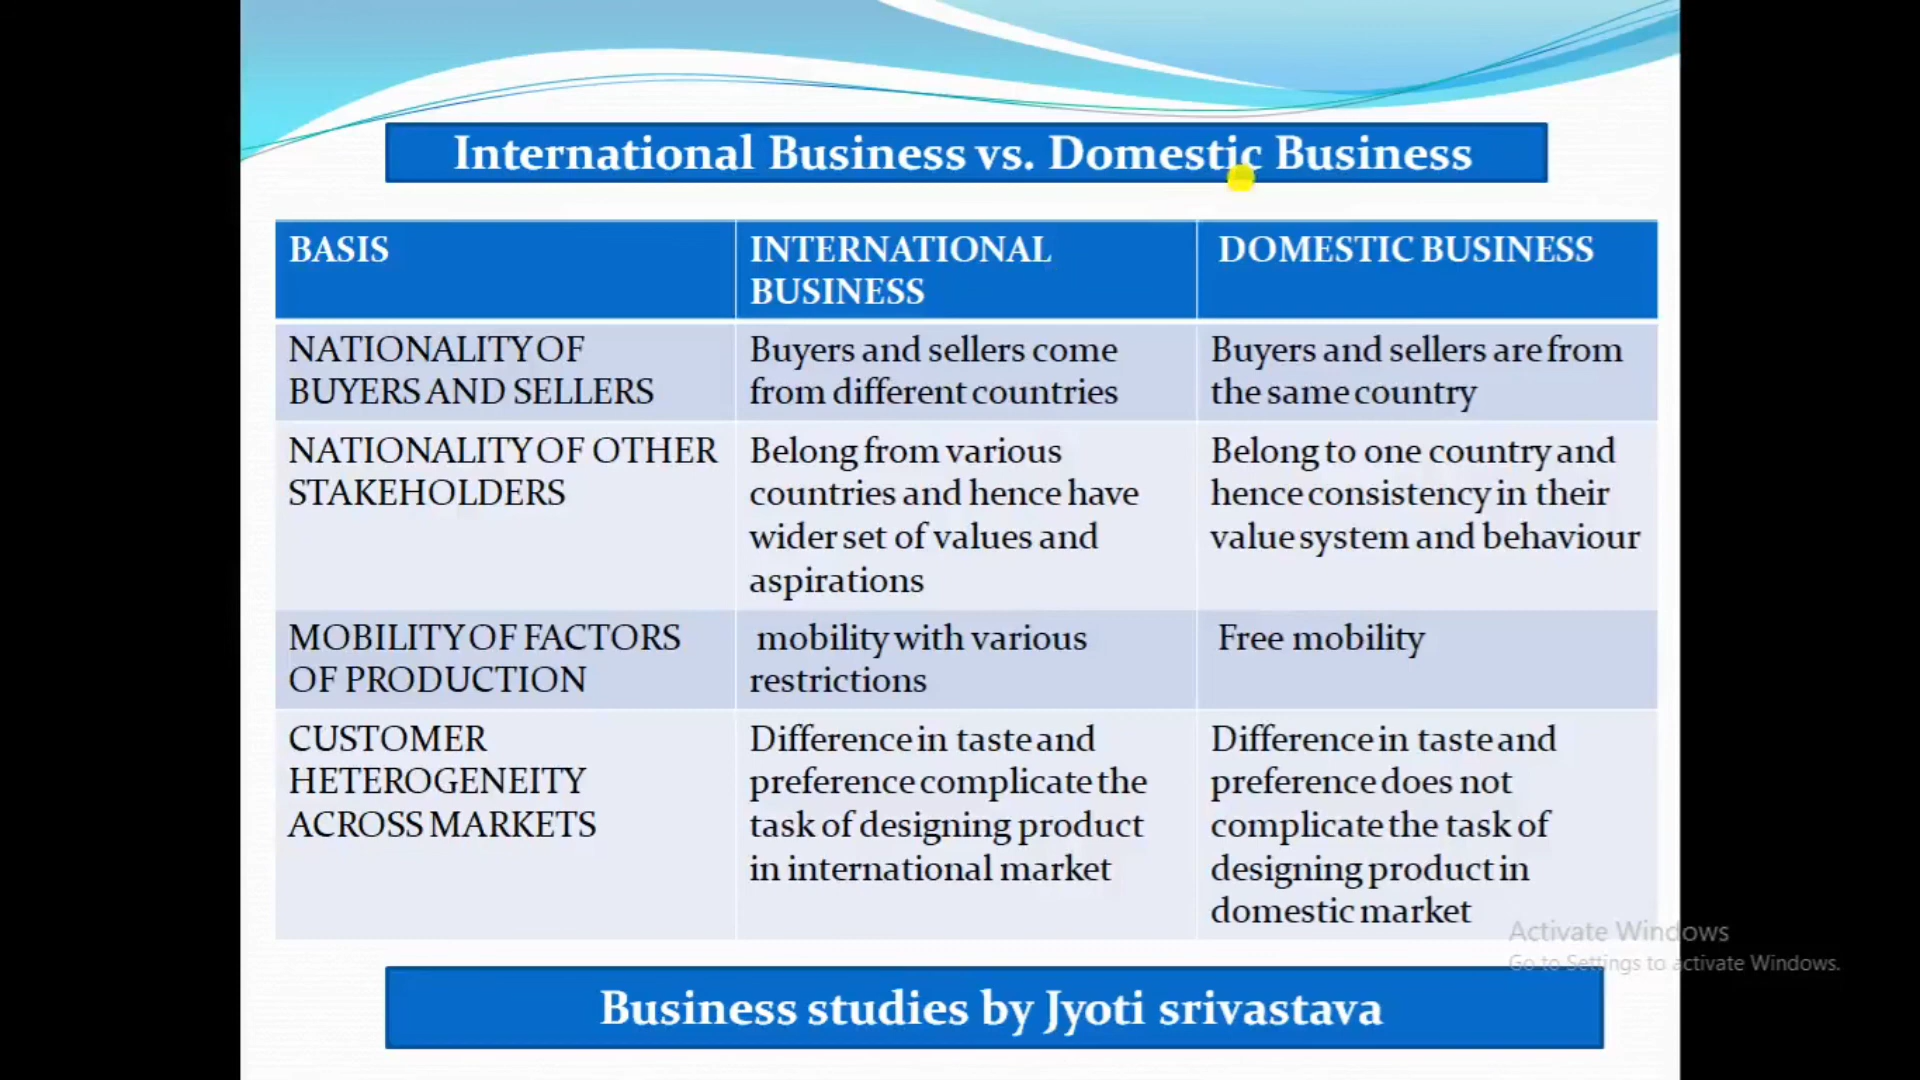 International Business vs. Domestic Business
BASIS
INTERNATIONAL
BUSINESS
DOMESTIC BUSINESS
NATIONALITY OF
BUYERS AND SELLERS
Buyers and sellers come
from different countries
Buyers and sellers are from
the same country
NATIONALITY OF OTHER
STAKEHOLDERS
Belong from various
countries and hence have
wider set of values and
aspirations
Belong to one country and
hence consistency in their
value system and behaviour
MOBILITY OF FACTORS
OF PRODUCTION
mobility with various
restrictions
Free mobility
CUSTOMER
HETEROGENEITY
ACROSS MARKETS
Difference in taste and
preference complicate the
task of designing product
in international market
Difference in taste and
preference does not
complicate the task of
designing product in
domestic market
Activate Windows
Go to Settings to activate Windows.
Business studies by Jyoti srivastava